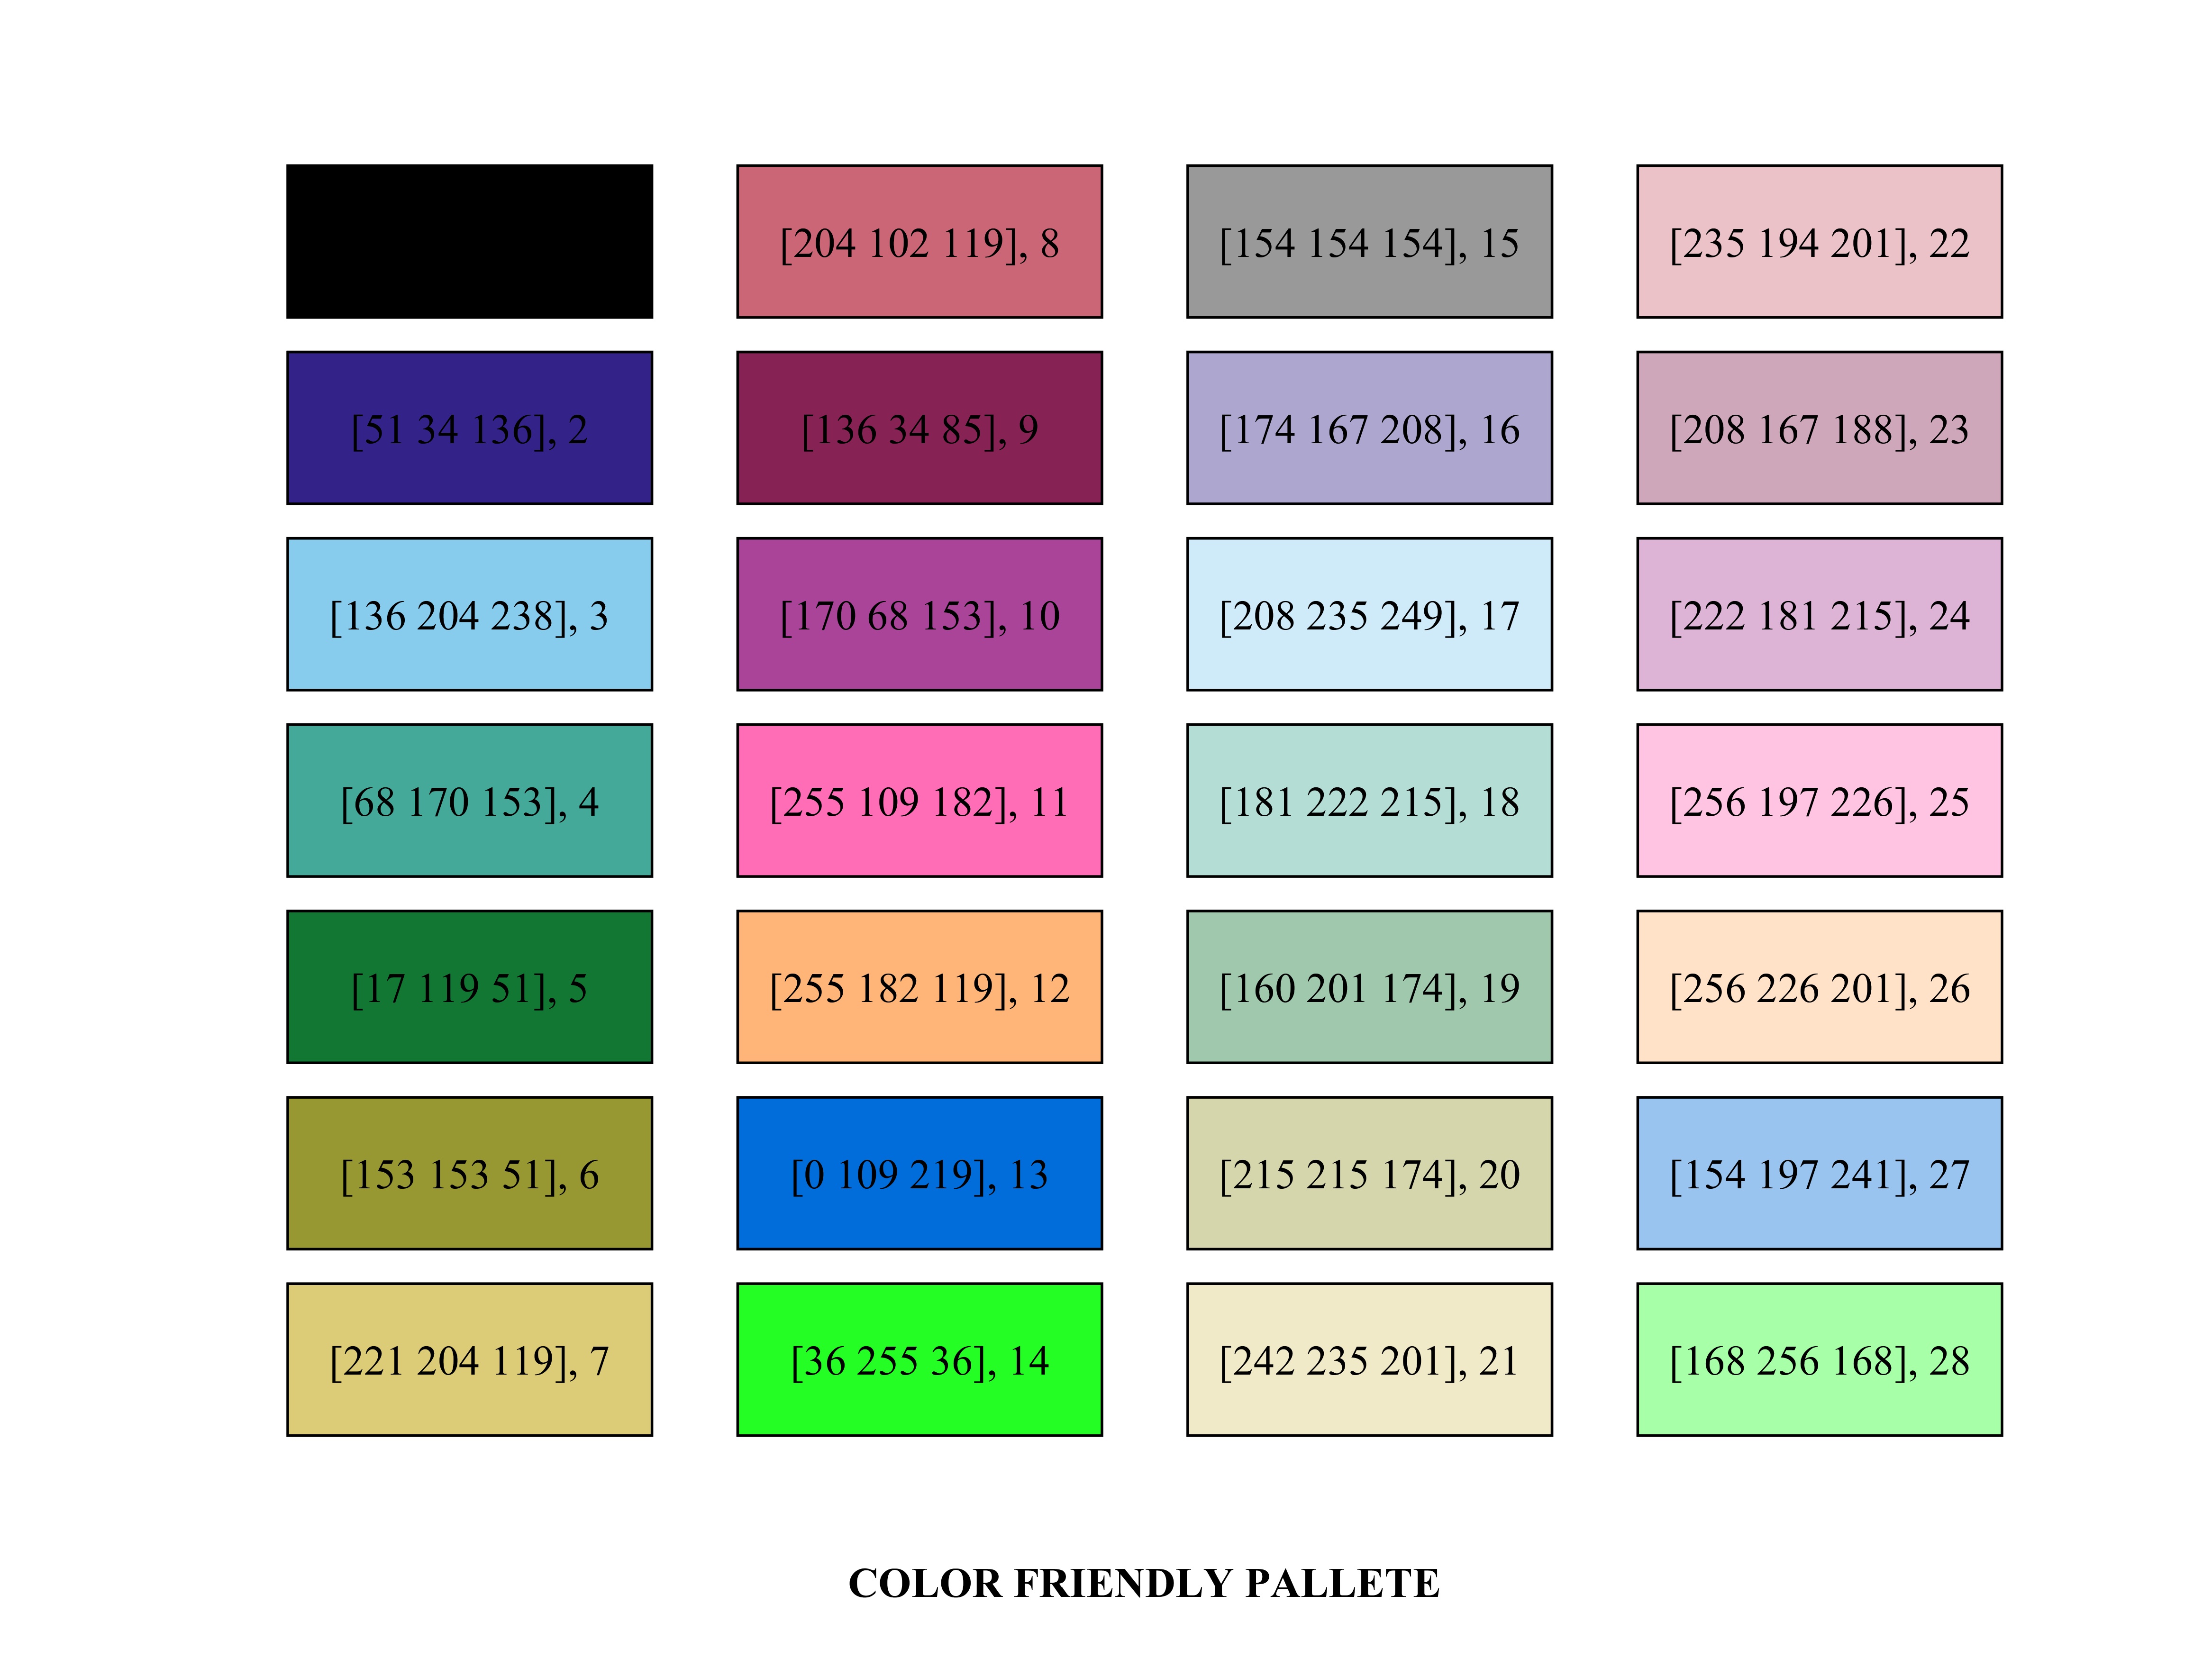 [204 102 119], 8
[154 154 154], 15
[235 194 201], 22
[51 34 136], 2
[136 34 85], 9
[174 167 208], 16
[208 167 188], 23
[136 204 238], 3
[170 68 153], 10
[208 235 249], 17
[222 181 215], 24
[68 170 153], 4
[255 109 182], 11
[181 222 215], 18
[256 197 226], 25
[17 119 51], 5
[255 182 119], 12
[160 201 174], 19
[256 226 201], 26
[153 153 51], 6
[0 109 219], 13
[215 215 174], 20
[154 197 241], 27
[221 204 119], 7
[36 255 36], 14
[242 235 201], 21
[168 256 168], 28
COLOR FRIENDLY PALLETE